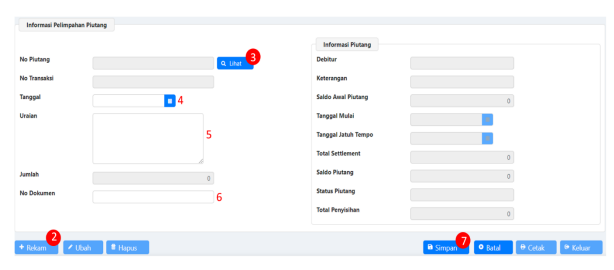 Informasi Pelimpahan Piutang
No Piutang
Lihat
3
No Transaksi
Tanggal
4
Uraian
5
Jumlah
0
No Dokumen
6
Informasi Piutang
Debitur
Keterangan
Saldo Awal Piutang
0
Tanggal Mulai
Tanggal Jatuh Tempo
Total Settlement
0
Saldo Piutang
0
Status Piutang
Total Penyisihan
0
2
+ Rekam
Ubah
Hapus
Simpan
7
Batal
Cetak
Keluar